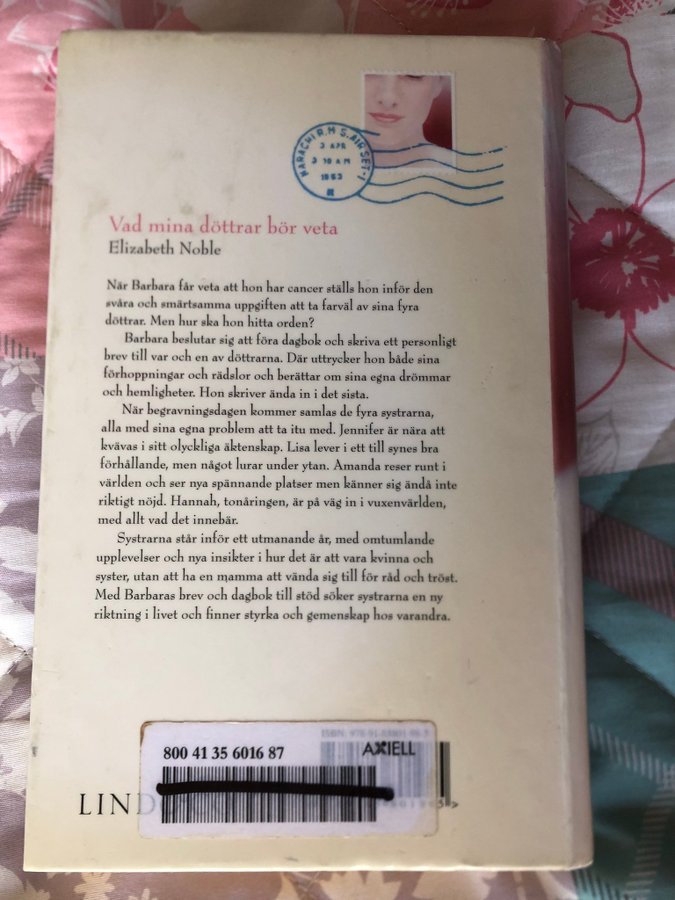 KARACHI R.M.S. AIR SET-1
3 APR
3 10 AM
1953
Vad mina döttrar bör veta
Elizabeth Noble
När Barbara får veta att hon har cancer ställs hon inför den
svåra och smärtsamma uppgiften att ta farväl av sina fyra
döttrar. Men hur ska hon hitta orden?
Barbara beslutar sig att föra dagbok och skriva ett personligt
brev till var och en av döttrarna. Där uttrycker hon både sina
förhoppningar och rädslor och berättar om sina egna drömmar
och hemligheter. Hon skriver ända in i det sista.
När begravningsdagen kommer samlas de fyra systrarna,
alla med sina egna problem att ta itu med. Jennifer är nära att
kvävas i sitt olyckliga äktenskap. Lisa lever i ett till synes bra
förhållande, men något lurar under ytan. Amanda reser runt i
världen och ser nya spännande platser men känner sig ändå inte
riktigt nöjd. Hannah, tonåringen, är på väg in i vuxenvärlden,
med allt vad det innebär.
Systrarna står inför ett utmanande år, med omtumlande
upplevelser och nya insikter i hur det är att vara kvinna och
syster, utan att ha en mamma att vända sig till för råd och tröst.
Med Barbaras brev och dagbok till stöd söker systrarna en ny
riktning i livet och finner styrka och gemenskap hos varandra.
800 41 35 6016 87
AXIELL
LIND